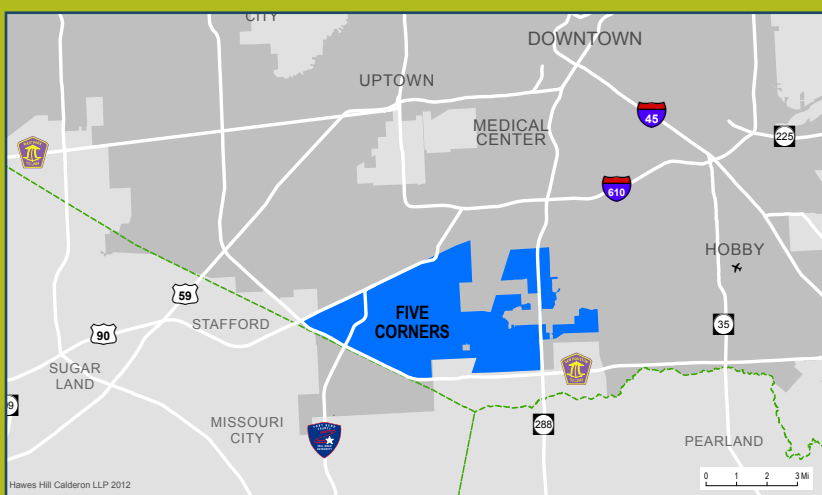 CITY
DOWNTOWN
UPTOWN
MEDICAL
CENTER
45
225
610
HOBBY
59
FIVE
CORNERS
STAFFORD
90
35
SUGAR
LAND
MISSOURI
CITY
288
PEARLAND
0 1 2 3 Mi
Hawes Hill Calderon LLP 2012